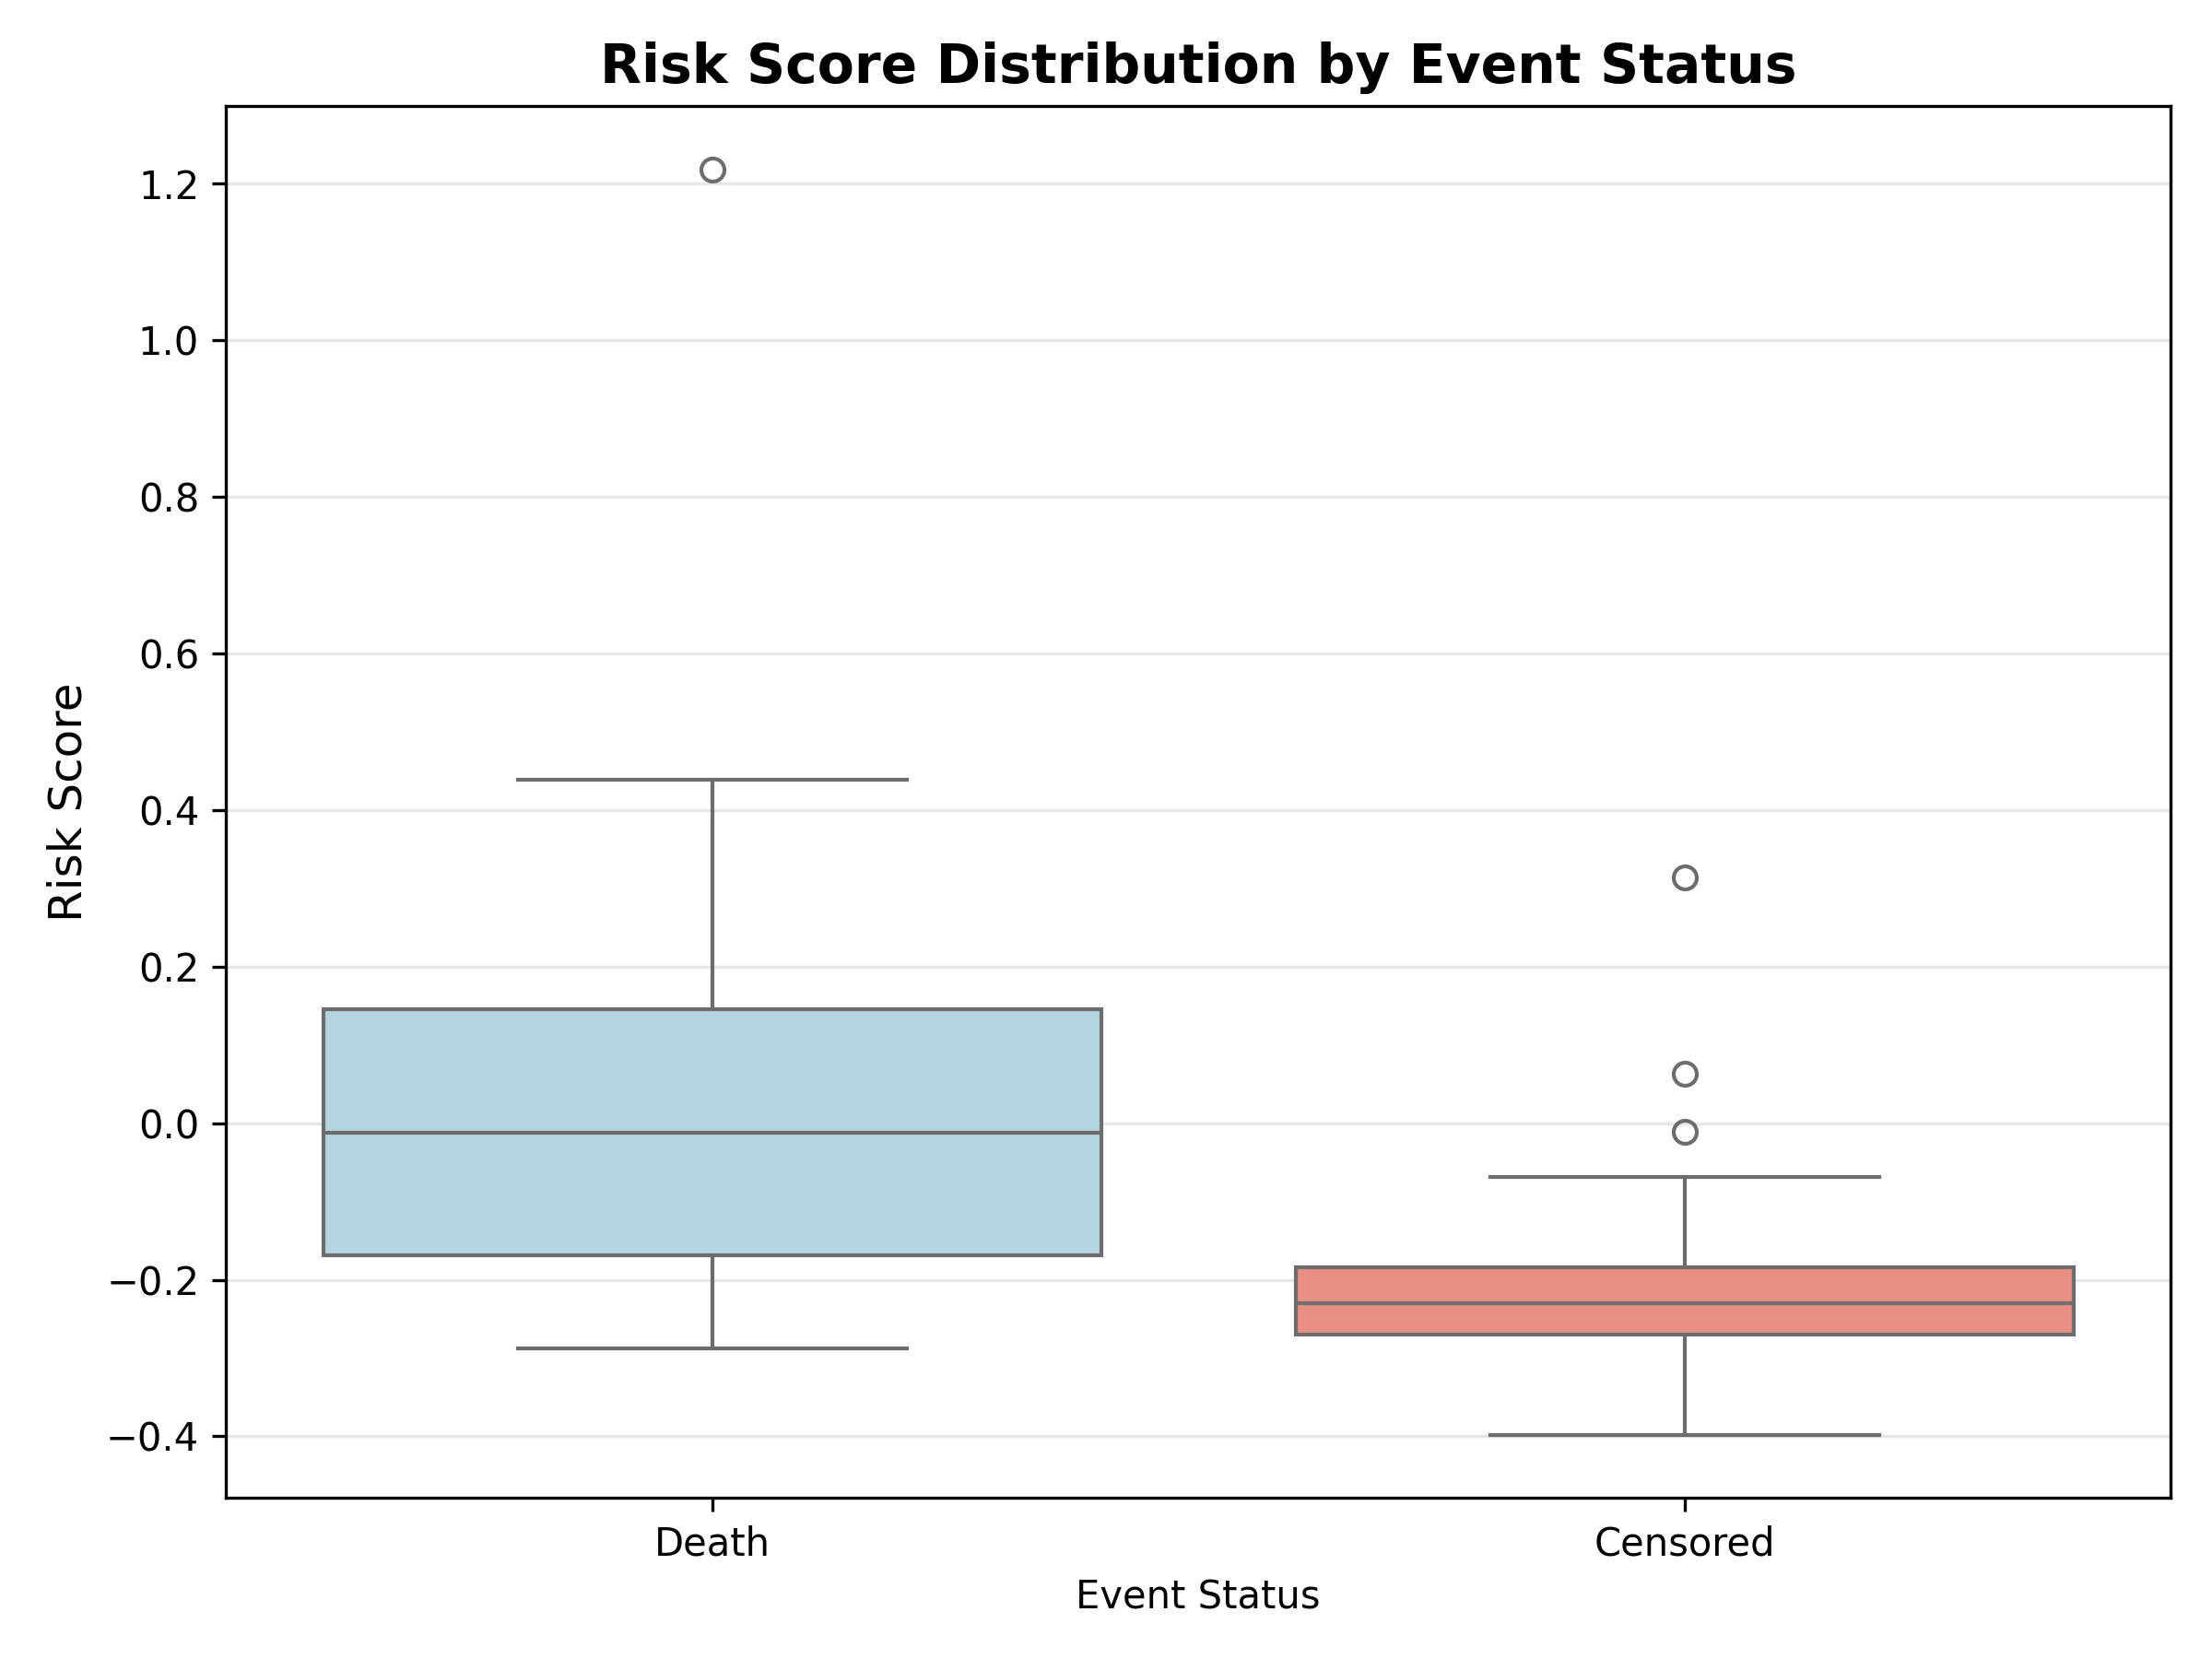 Risk Score Distribution by Event Status
1.2
1.0
0.8
0.6
0.4
0.2
0.0
−0.2
−0.4
Risk Score
Death
Censored
Event Status